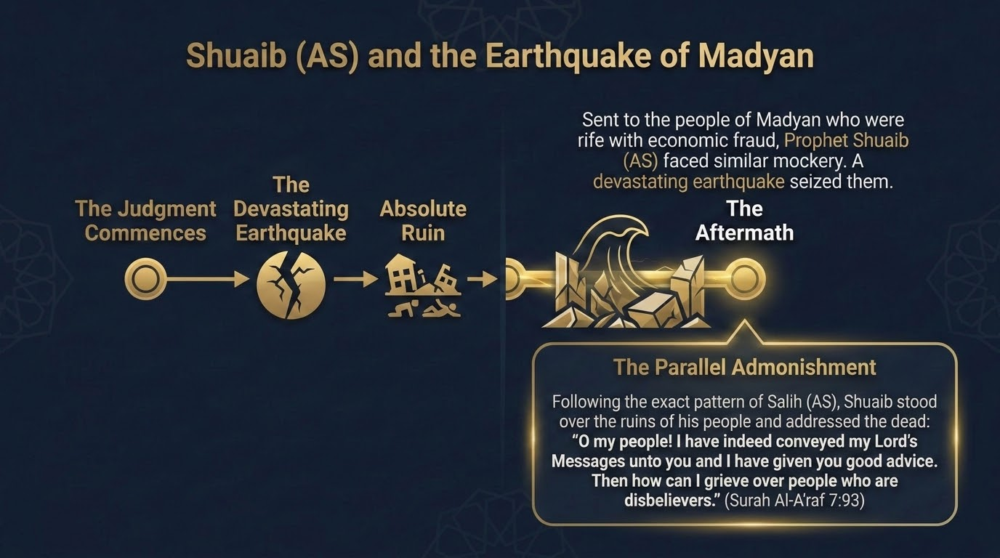 Shuaib (AS) and the Earthquake of Madyan
Sent to the people of Madyan who were
rife with economic fraud, Prophet Shuaib
(AS) faced similar mockery. A
devastating earthquake seized them.
The Judgment
Commences
The
Devastating
Earthquake
Absolute
Ruin
The
Aftermath
The Parallel Admonishment
Following the exact pattern of Salih (AS), Shuaib stood
over the ruins of his people and addressed the dead:
“O my people! I have indeed conveyed my Lord’s
Messages unto you and I have given you good advice.
Then how can I grieve over people who are
disbelievers.” (Surah Al-A’raf 7:93)